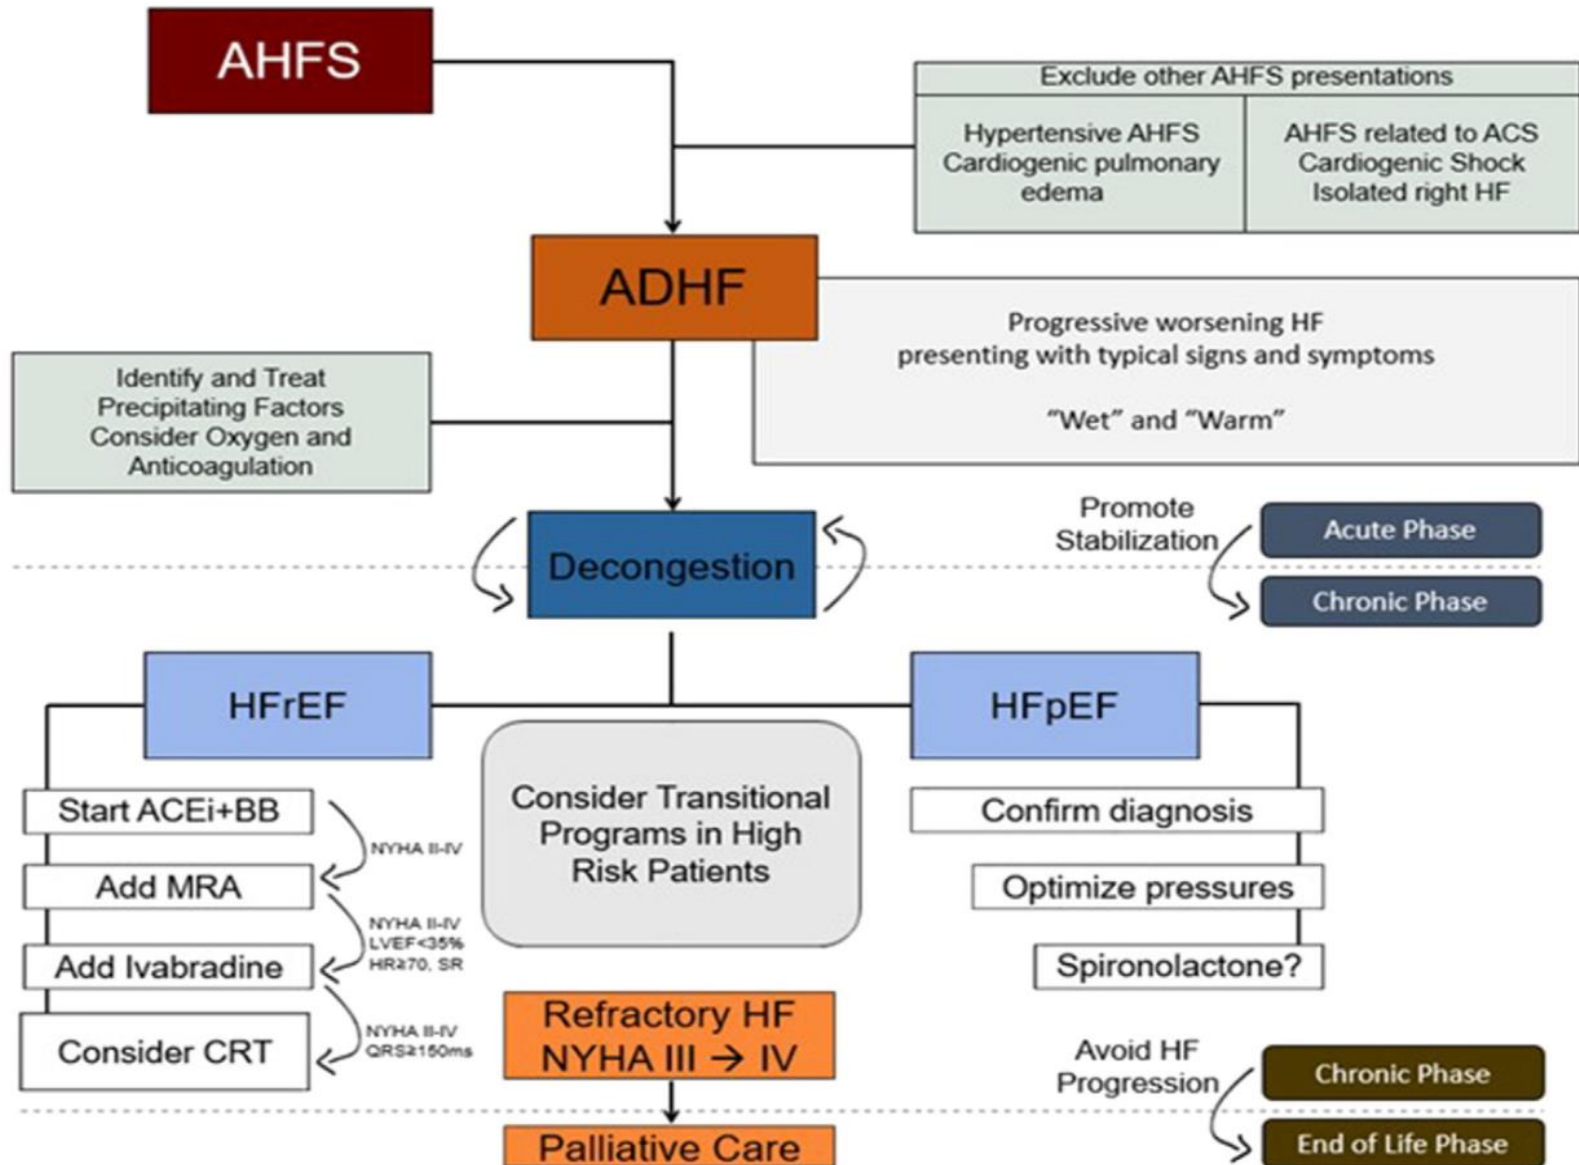 AHFS
Exclude other AHFS presentations
Hypertensive AHFS
Cardiogenic pulmonary
edema
AHFS related to ACS
Cardiogenic Shock
Isolated right HF
ADHF
Progressive worsening HF
presenting with typical signs and symptoms
“Wet” and “Warm”
Identify and Treat
Precipitating Factors
Consider Oxygen and
Anticoagulation
Decongestion
Promote
Stabilization
Acute Phase
Chronic Phase
HFrEF
HFpEF
Start ACEi+BB
NYHA II-IV
Add MRA
NYHA II-IV
LVEF<35%
HR≥70, SR
Add Ivabradine
NYHA II-IV
QRS≥150ms
Consider CRT
Consider Transitional
Programs in High
Risk Patients
Confirm diagnosis
Optimize pressures
Spironolactone?
Refractory HF
NYHA III → IV
Palliative Care
Avoid HF
Progression
Chronic Phase
End of Life Phase